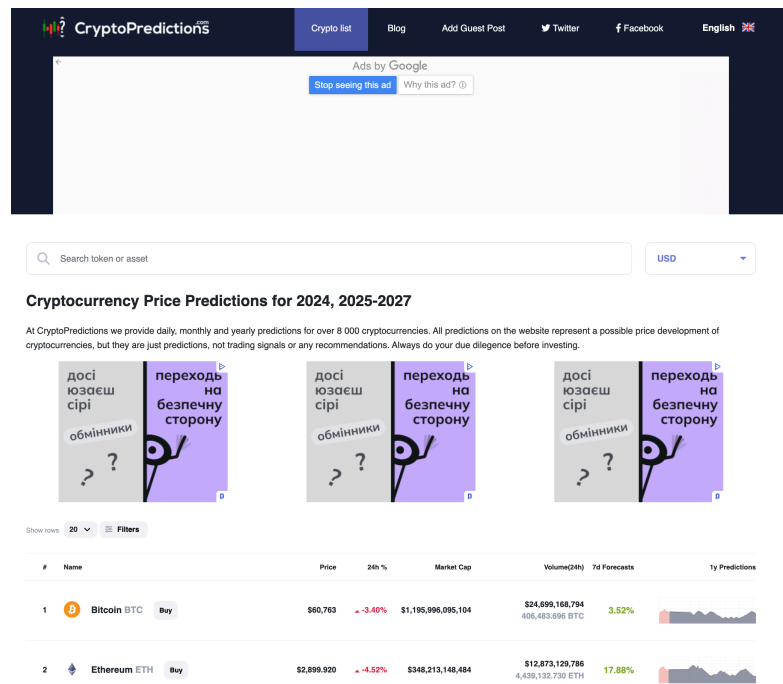 CryptoPredictions.com
Crypto list
Blog
Add Guest Post
Twitter
Facebook
English
Ads by Google
Stop seeing this ad
Why this ad?
Search token or asset
USD
Cryptocurrency Price Predictions for 2024, 2025-2027
At CryptoPredictions we provide daily, monthly and yearly predictions for over 8 000 cryptocurrencies. All predictions on the website represent a possible price development of
cryptocurrencies, but they are just predictions, not trading signals or any recommendations. Always do your due dilegence before investing.
досі
юзаєш
сірі
обмінники
? ?
переходь
на
безпечну
сторону
досі
юзаєш
сірі
обмінники
? ?
переходь
на
безпечну
сторону
досі
юзаєш
сірі
обмінники
? ?
переходь
на
безпечну
сторону
Show rows 20 Filters
# Name Price 24h % Market Cap Volume(24h) 7d Forecasts 1y Predictions
1 Bitcoin BTC Buy $60,763 -3.40% $1,195,996,095,104 $24,699,168,794 3.52%
406,483.696 BTC
2 Ethereum ETH Buy $2,899.920 -4.52% $348,213,148,484 $12,873,129,786 17.88%
4,439,132.730 ETH